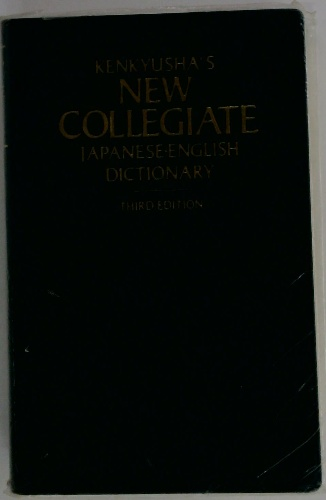 KENKYUSHA'S
NEW
COLLEGIATE
JAPANESE-ENGLISH
DICTIONARY
THIRD EDITION